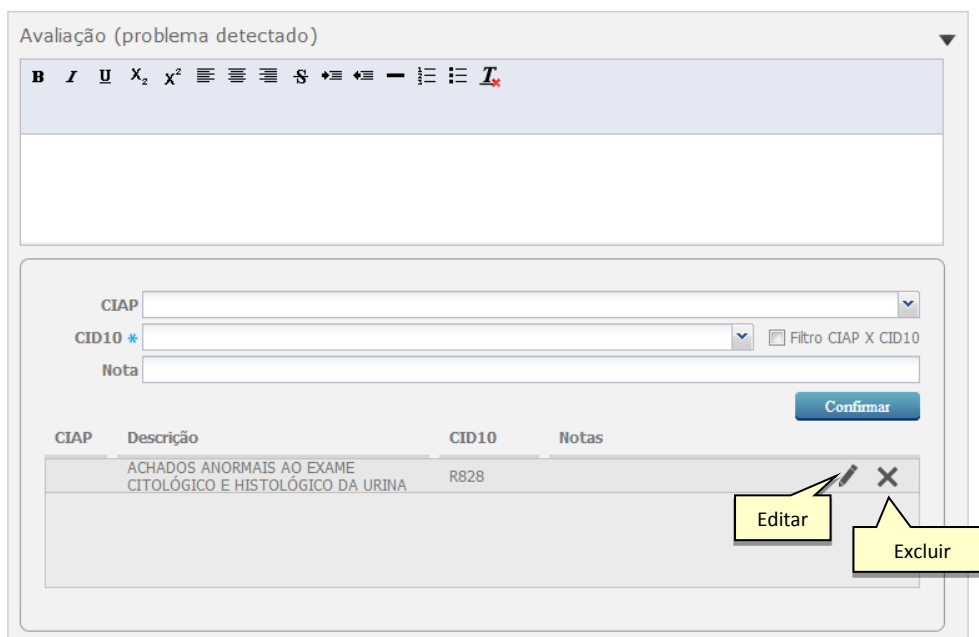 Avaliação (problema detectado)
B I U X₂ X² S T
CIAP
CID10 * Filtro CIAP X CID10
Nota
Confirmar
CIAP Descrição CID10 Notas
ACHADOS ANORMAIS AO EXAME
CITOLÓGICO E HISTOLÓGICO DA URINA R828
Editar
Excluir